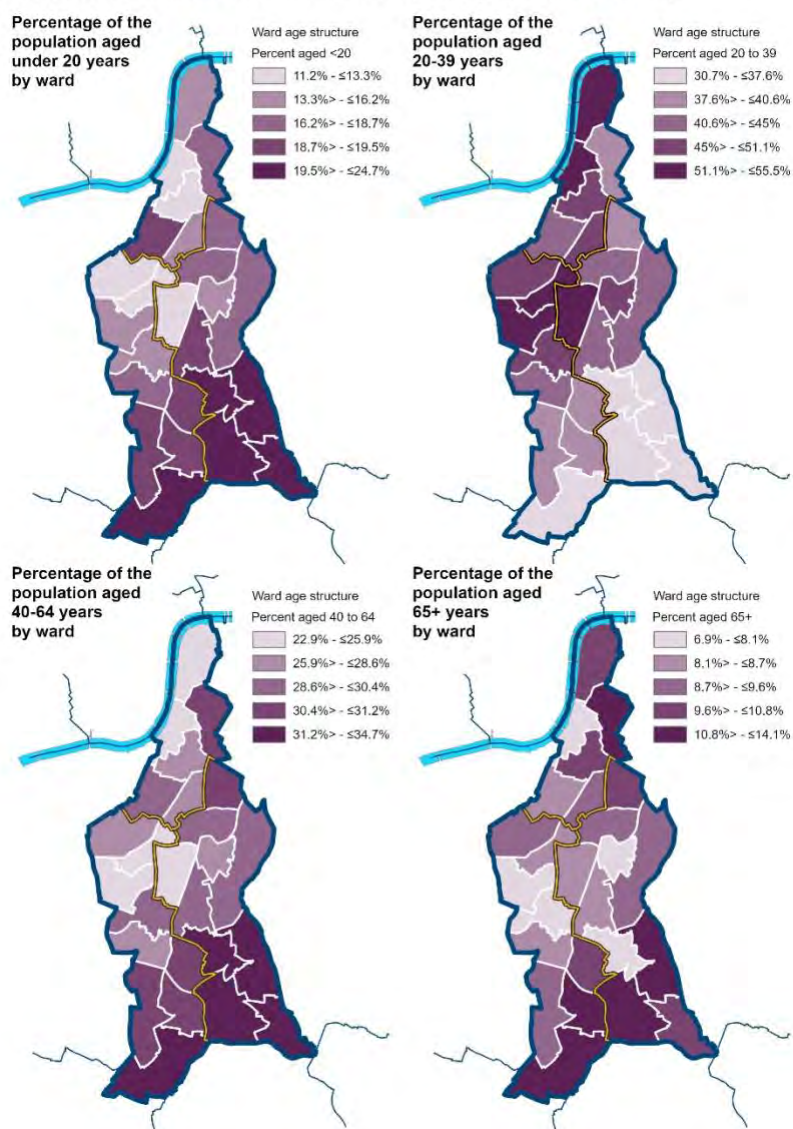 Percentage of the
population aged
under 20 years
by ward
Ward age structure
Percent aged <20
11.2% - ≤13.3%
13.3%> - ≤16.2%
16.2%> - ≤18.7%
18.7%> - ≤19.5%
19.5%> - ≤24.7%
Percentage of the
population aged
20-39 years
by ward
Ward age structure
Percent aged 20 to 39
30.7% - ≤37.6%
37.6%> - ≤40.6%
40.6%> - ≤45%
45%> - ≤51.1%
51.1%> - ≤55.5%
Percentage of the
population aged
40-64 years
by ward
Ward age structure
Percent aged 40 to 64
22.9% - ≤25.9%
25.9%> - ≤28.6%
28.6%> - ≤30.4%
30.4%> - ≤31.2%
31.2%> - ≤34.7%
Percentage of the
population aged
65+ years
by ward
Ward age structure
Percent aged 65+
6.9% - ≤8.1%
8.1%> - ≤8.7%
8.7%> - ≤9.6%
9.6%> - ≤10.8%
10.8%> - ≤14.1%